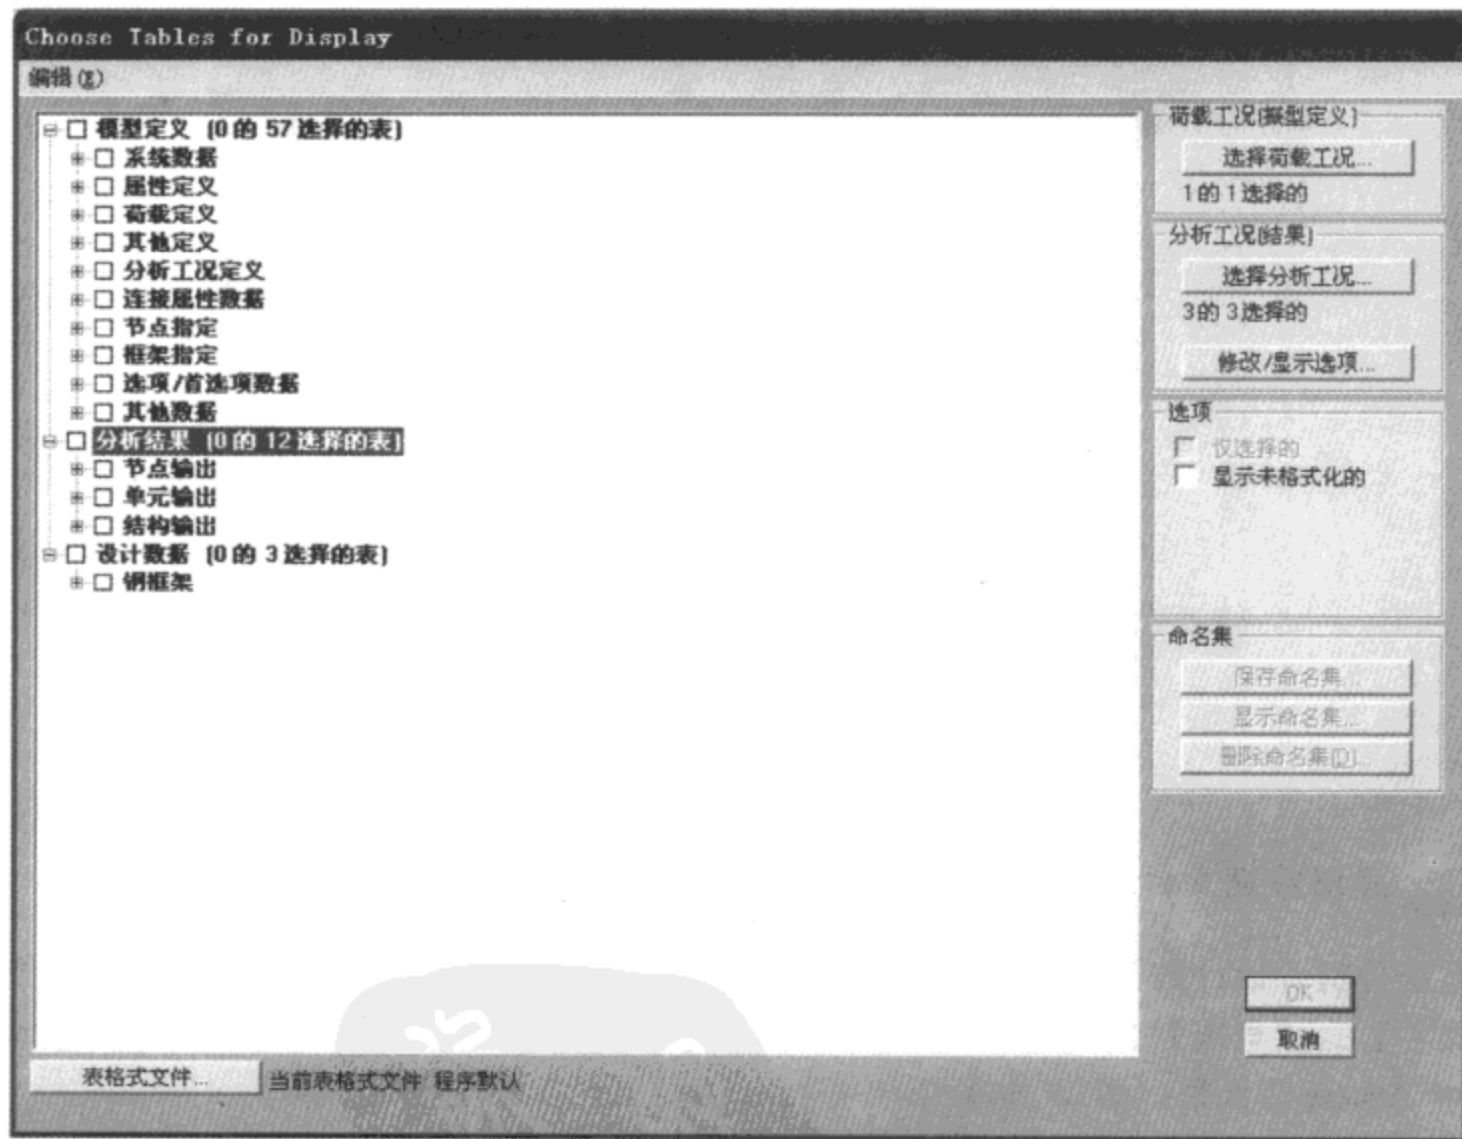 Choose Tables for Display
编辑(E)
模型定义 (0 的 57 选择的表)
系统数据
属性定义
荷载定义
其他定义
分析工况定义
连接属性数据
节点指定
框架指定
选项/首选项数据
其他数据
分析结果 (0 的 12 选择的表)
节点输出
单元输出
结构输出
设计数据 (0 的 3 选择的表)
钢框架
荷载工况(模型定义)
选择荷载工况...
1的1选择的
分析工况(结果)
选择分析工况...
3的3选择的
修改/显示选项...
选项
仅选择的
显示未格式化的
命名集
保存命名集...
显示命名集...
删除命名集(D)...
OK
取消
表格式文件...
当前表格式文件 程序默认